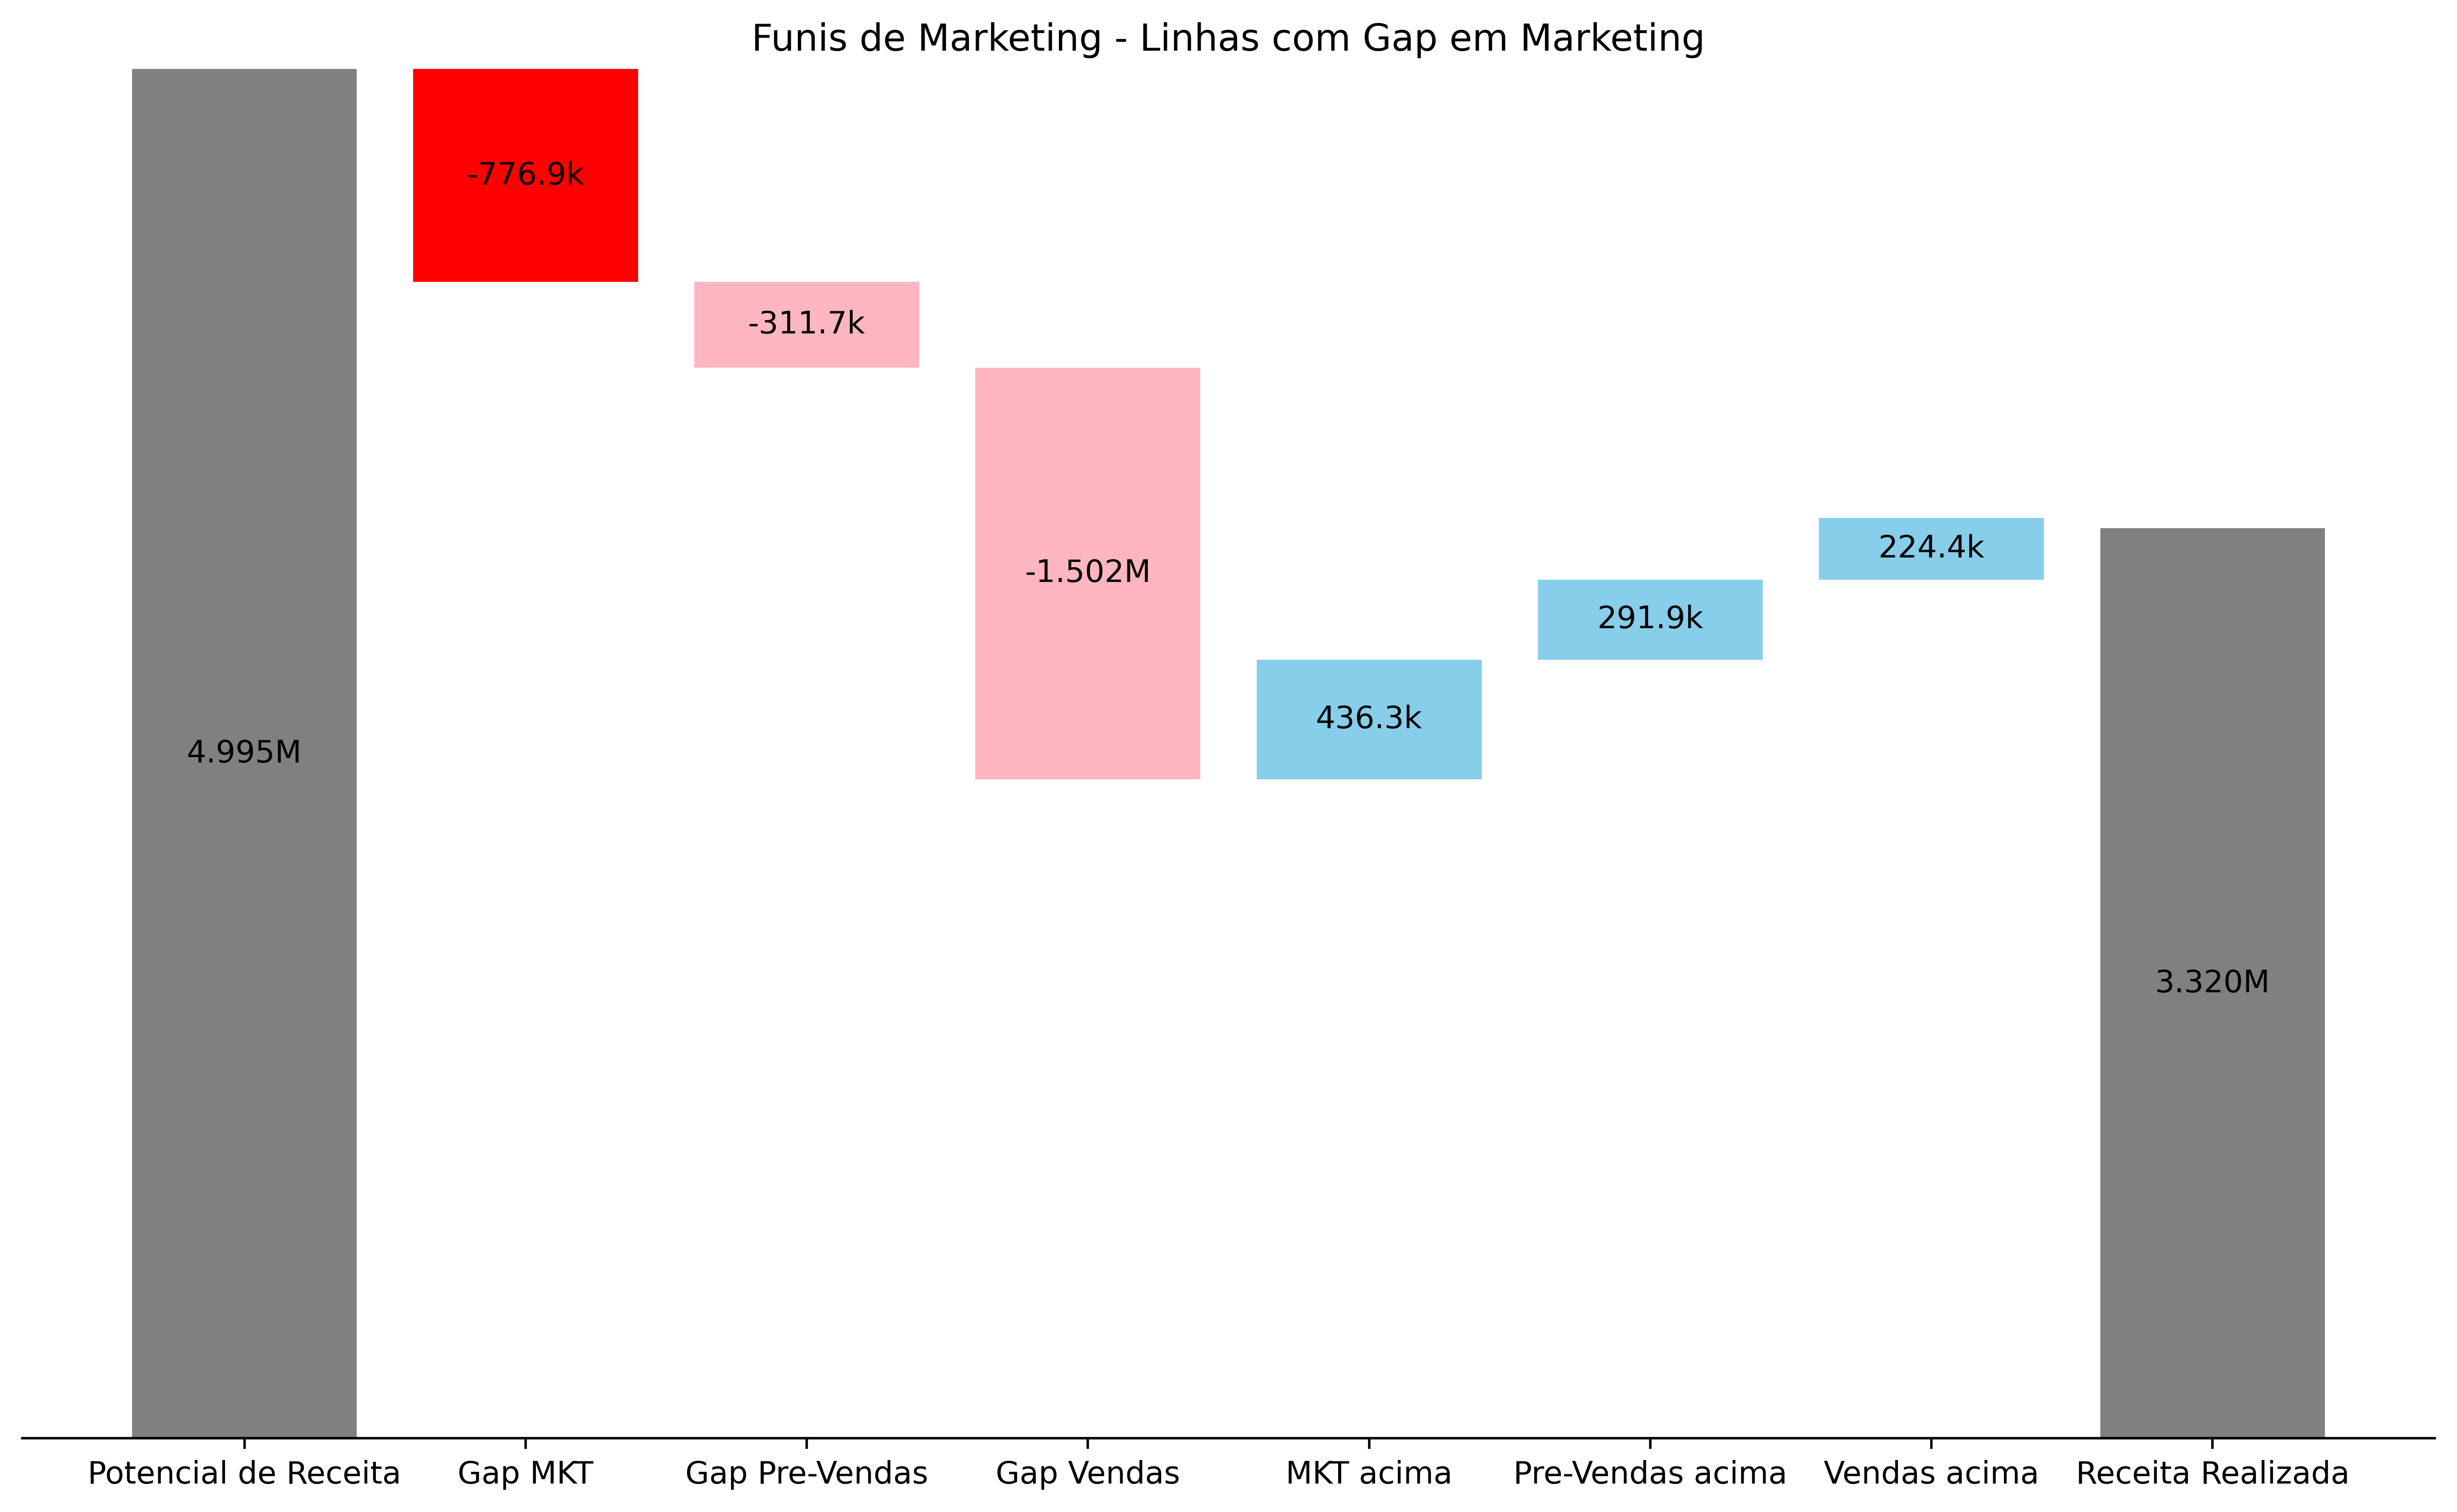 Funis de Marketing - Linhas com Gap em Marketing
-776.9k
-311.7k
224.4k
-1.502M
291.9k
436.3k
4.995M
3.320M
Potencial de Receita
Gap MKT
Gap Pre-Vendas
Gap Vendas
MKT acima
Pre-Vendas acima
Vendas acima
Receita Realizada